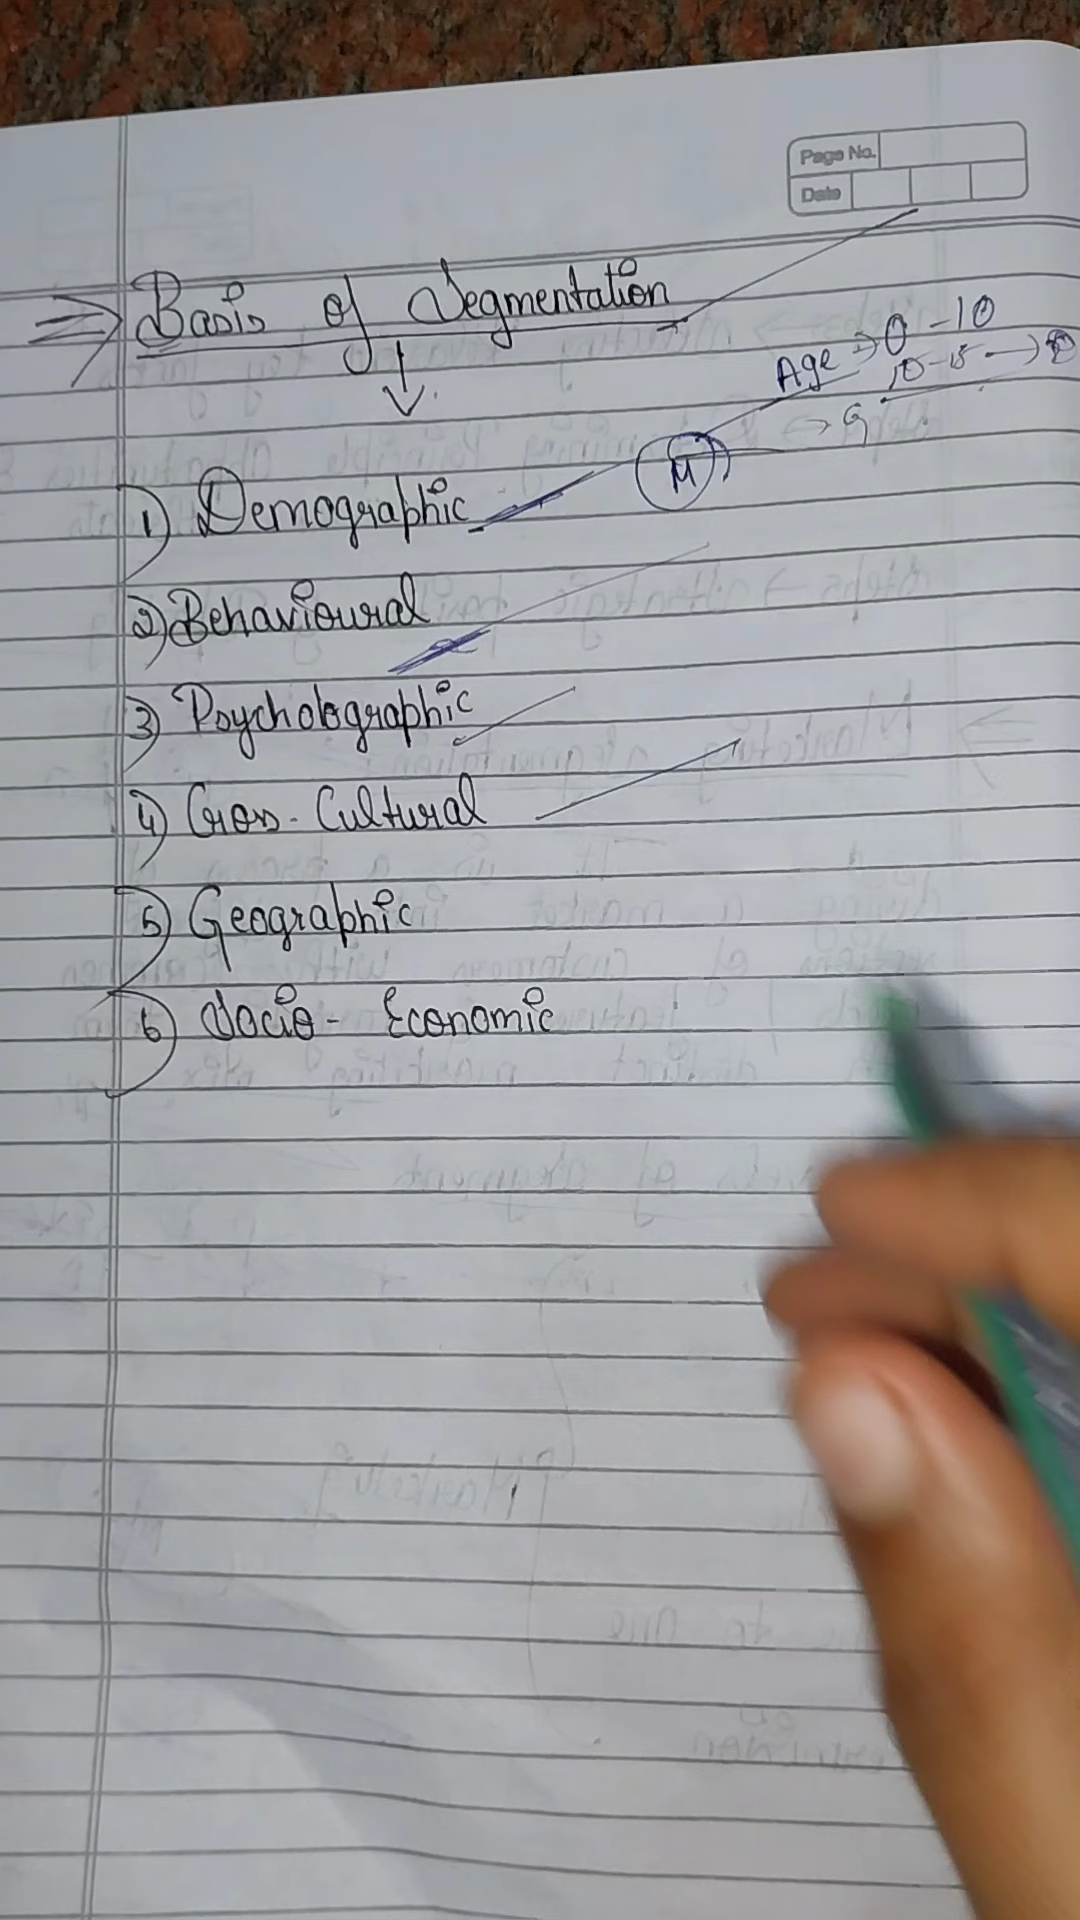 Page No.
Date
⇒ Basis of Segmentation
↓
Age → 0 - 10
10-15 →
→ G
M
1) Demographic
2) Behavioural
3) Psycholographic
4) Cross - Cultural
5) Geographic
6) Socio - Economic